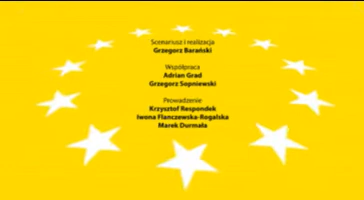 Scenariusz i realizacja
Grzegorz Barański
Współpraca
Adrian Grad
Grzegorz Sopniewski
Prowadzenie
Krzysztof Respondek
Iwona Flanczewska-Rogalska
Marek Durmała